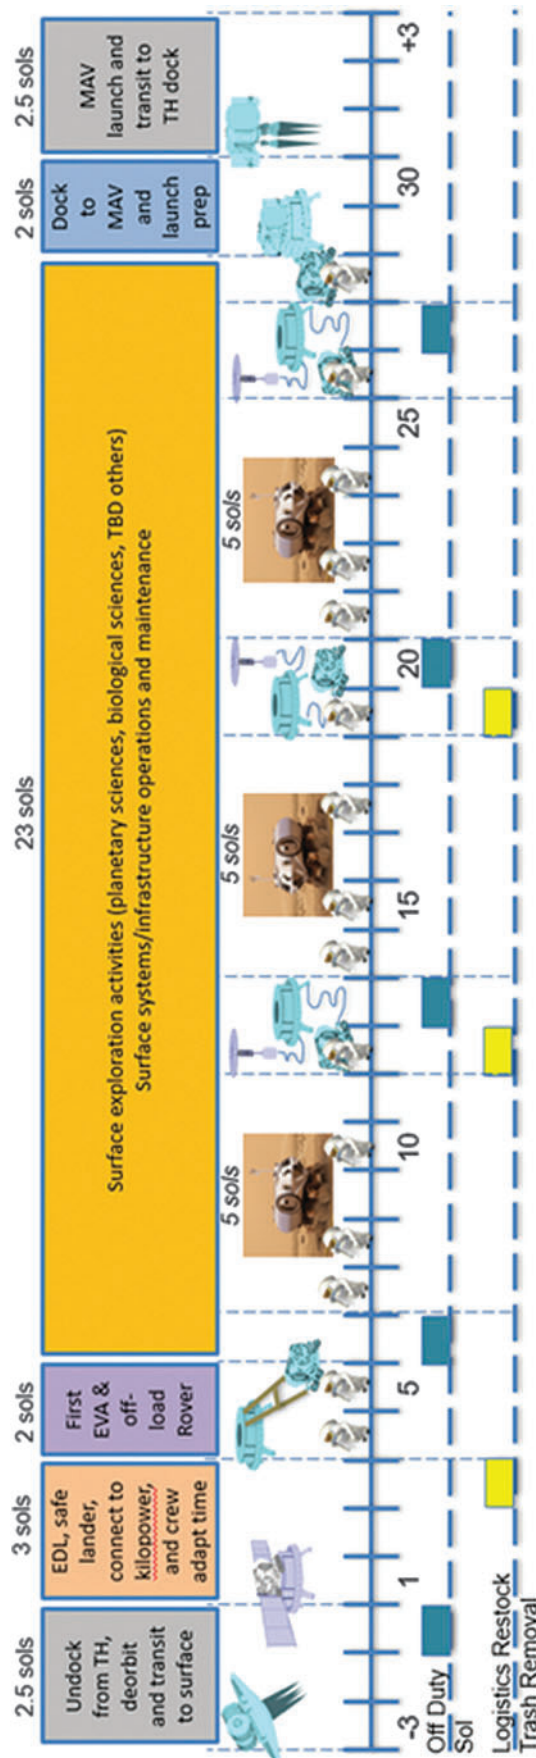 2.5 sols
3 sols
2 sols
23 sols
2 sols
2.5 sols
Undock
from TH,
deorbit
and transit
to surface
EDL, safe
lander,
connect to
kilopower,
and crew
adapt time
First
EVA &
off-
load
Rover
Surface exploration activities (planetary sciences, biological sciences, TBD others)
Surface systems/infrastructure operations and maintenance
Dock
to
MAV
and
launch
prep
MAV
launch and
transit to
TH dock
5 sols
5 sols
5 sols
-3
1
5
10
15
20
25
30
+3
Off Duty
Sol
Logistics Restock
Trash Removal